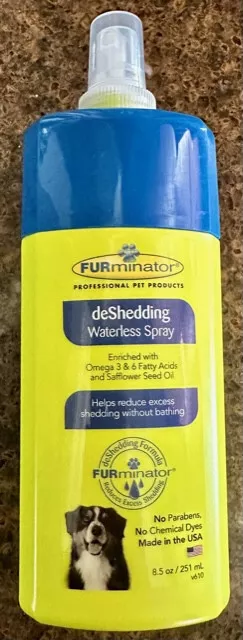 FURminator®
PROFESSIONAL PET PRODUCTS
deShedding
Waterless Spray
Enriched with
Omega 3 & 6 Fatty Acids
and Safflower Seed Oil
Helps reduce excess
shedding without bathing
deShedding Formula
FURminator®
Reduces Excess Shedding
No Parabens,
No Chemical Dyes
Made in the USA
8.5 oz / 251 mL
v610